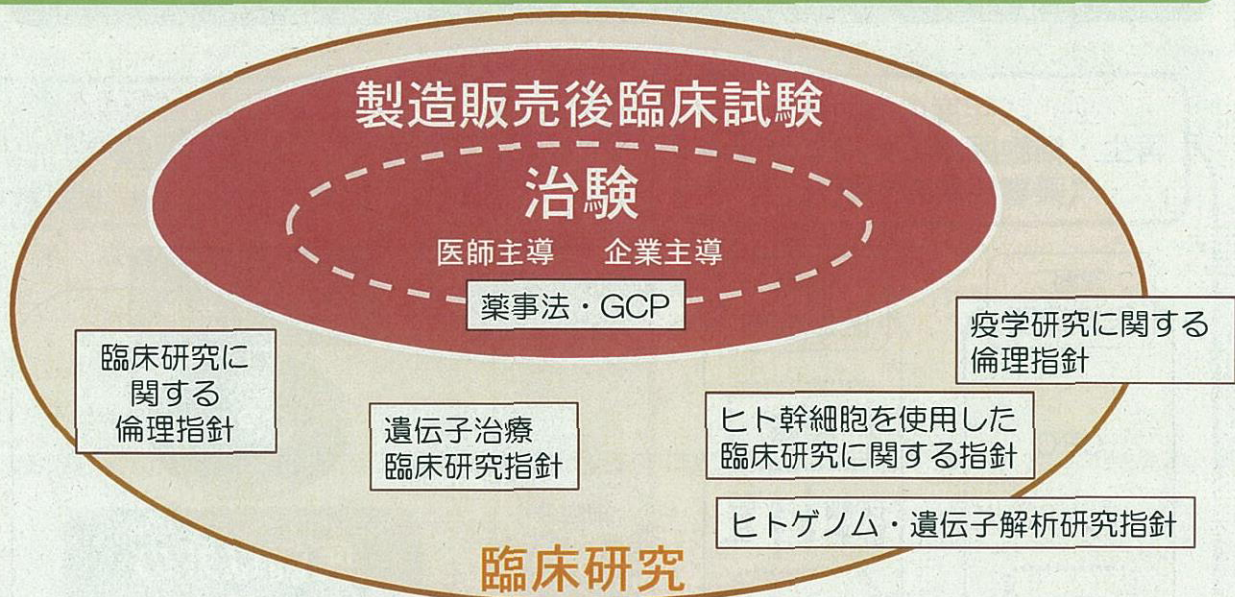 製造販売後臨床試験
治験
医師主導　企業主導
薬事法・GCP
疫学研究に関する
倫理指針
臨床研究に
関する
倫理指針
遺伝子治療
臨床研究指針
ヒト幹細胞を使用した
臨床研究に関する指針
ヒトゲノム・遺伝子解析研究指針
臨床研究